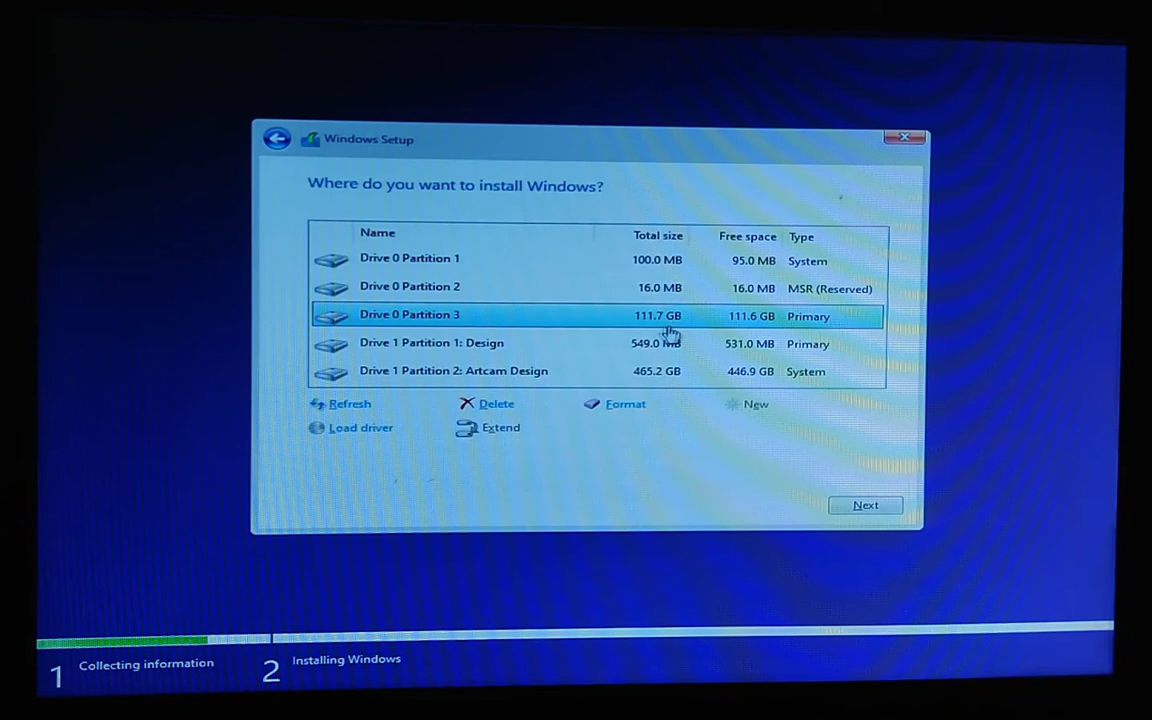 Windows Setup
Where do you want to install Windows?
Name Total size Free space Type
Drive 0 Partition 1 100.0 MB 95.0 MB System
Drive 0 Partition 2 16.0 MB 16.0 MB MSR (Reserved)
Drive 0 Partition 3 111.7 GB 111.6 GB Primary
Drive 1 Partition 1: Design 549.0 MB 531.0 MB Primary
Drive 1 Partition 2: Artcam Design 465.2 GB 446.9 GB System
Refresh Delete Format New
Load driver Extend
Next
1 Collecting information 2 Installing Windows